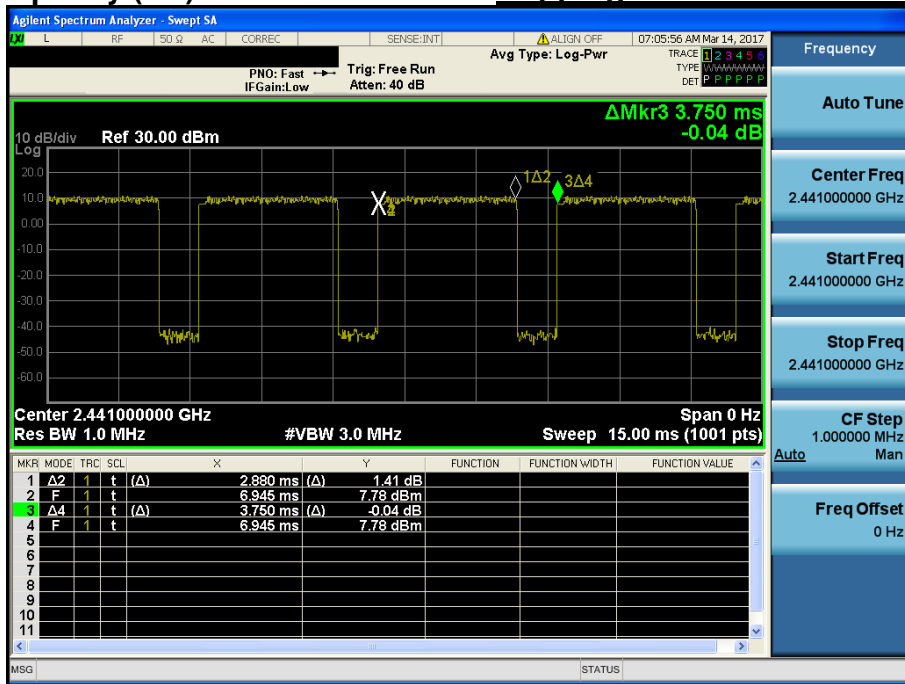 Agilent Spectrum Analyzer - Swept SA
LXI L RF 50 Ω AC CORREC SENSE:INT ALIGN OFF 07:05:56 AM Mar 14, 2017
Avg Type: Log-Pwr TRACE 1 2 3 4 5 6
PNO: Fast Trig: Free Run TYPE WWWWWW
IFGain:Low Atten: 40 dB DET P P P P P P
ΔMkr3 3.750 ms
10 dB/div Ref 30.00 dBm -0.04 dB
Log
20.0
10.0
0.00
-10.0
-20.0
-30.0
-40.0
-50.0
-60.0
1Δ2 3Δ4
Center 2.441000000 GHz Span 0 Hz
Res BW 1.0 MHz #VBW 3.0 MHz Sweep 15.00 ms (1001 pts)
MKR MODE TRC SCL X Y FUNCTION FUNCTION WIDTH FUNCTION VALUE
1 Δ2 1 t (Δ) 2.880 ms (Δ) 1.41 dB
2 F 1 t 6.945 ms 7.78 dBm
3 Δ4 1 t (Δ) 3.750 ms (Δ) -0.04 dB
4 F 1 t 6.945 ms 7.78 dBm
5
6
7
8
9
10
11
MSG STATUS
Frequency
Auto Tune
Center Freq
2.441000000 GHz
Start Freq
2.441000000 GHz
Stop Freq
2.441000000 GHz
CF Step
1.000000 MHz
Auto Man
Freq Offset
0 Hz